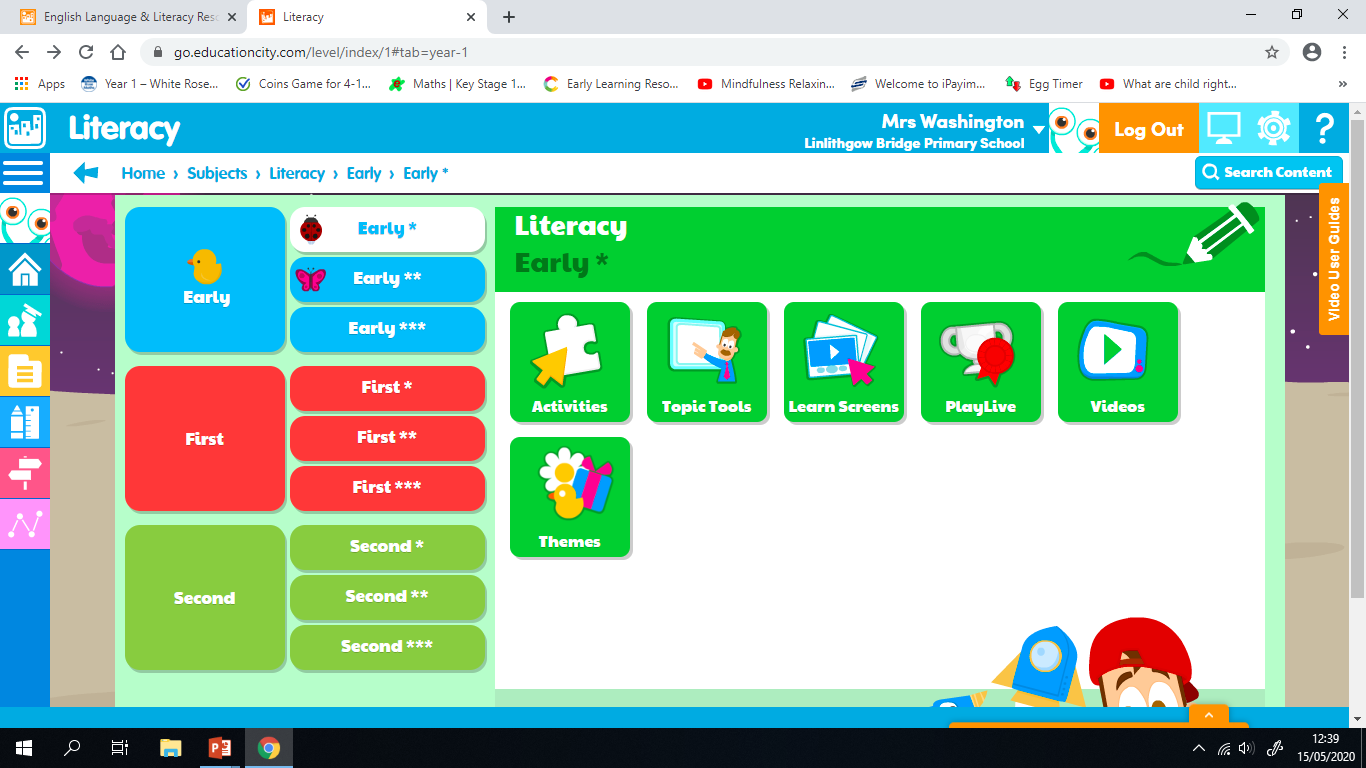 English Language & Literacy Reso
Literacy
go.educationcity.com/level/index/1#tab=year-1
Apps
Year 1 – White Rose...
Coins Game for 4-1...
Maths | Key Stage 1...
Early Learning Reso...
Mindfulness Relaxin...
Welcome to iPayim...
Egg Timer
What are child right...
»
Literacy
Mrs Washington
Linlithgow Bridge Primary School
Log Out
?
Home › Subjects › Literacy › Early › Early *
Search Content
Video User Guides
Early
Early *
Early **
Early ***
First
First *
First **
First ***
Second
Second *
Second **
Second ***
Literacy
Early *
Activities
Topic Tools
Learn Screens
PlayLive
Videos
Themes
12:39
15/05/2020